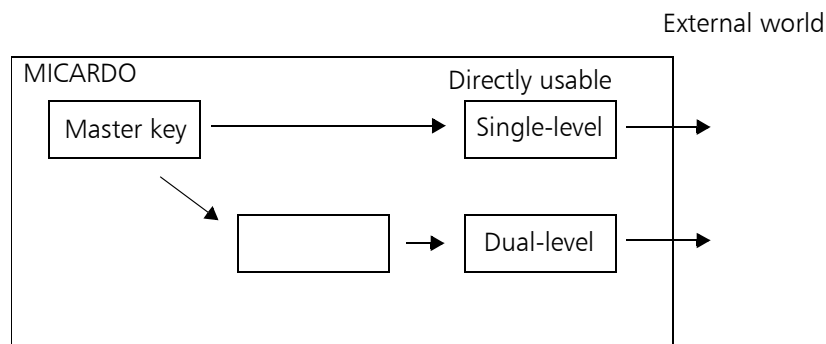 External world
MICARDO
Directly usable
Master key
Single-level
Dual-level